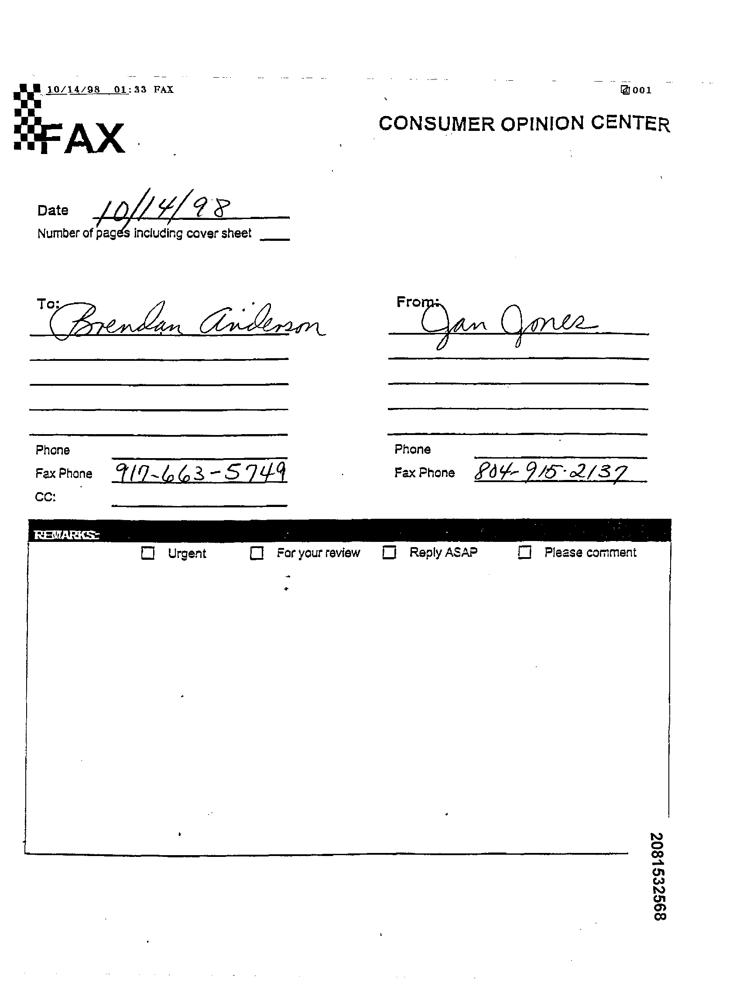 10/14/98 01:33 FAX 001
FAX
CONSUMER OPINION CENTER
Date 10/14/98
Number of pages including cover sheet
To: Brendan Anderson
From: Jan Jones
Phone
Phone
Fax Phone 917-663-5749
Fax Phone 804-915-2137
CC:
REMARKS:
Urgent For your review Reply ASAP Please comment
2081532568